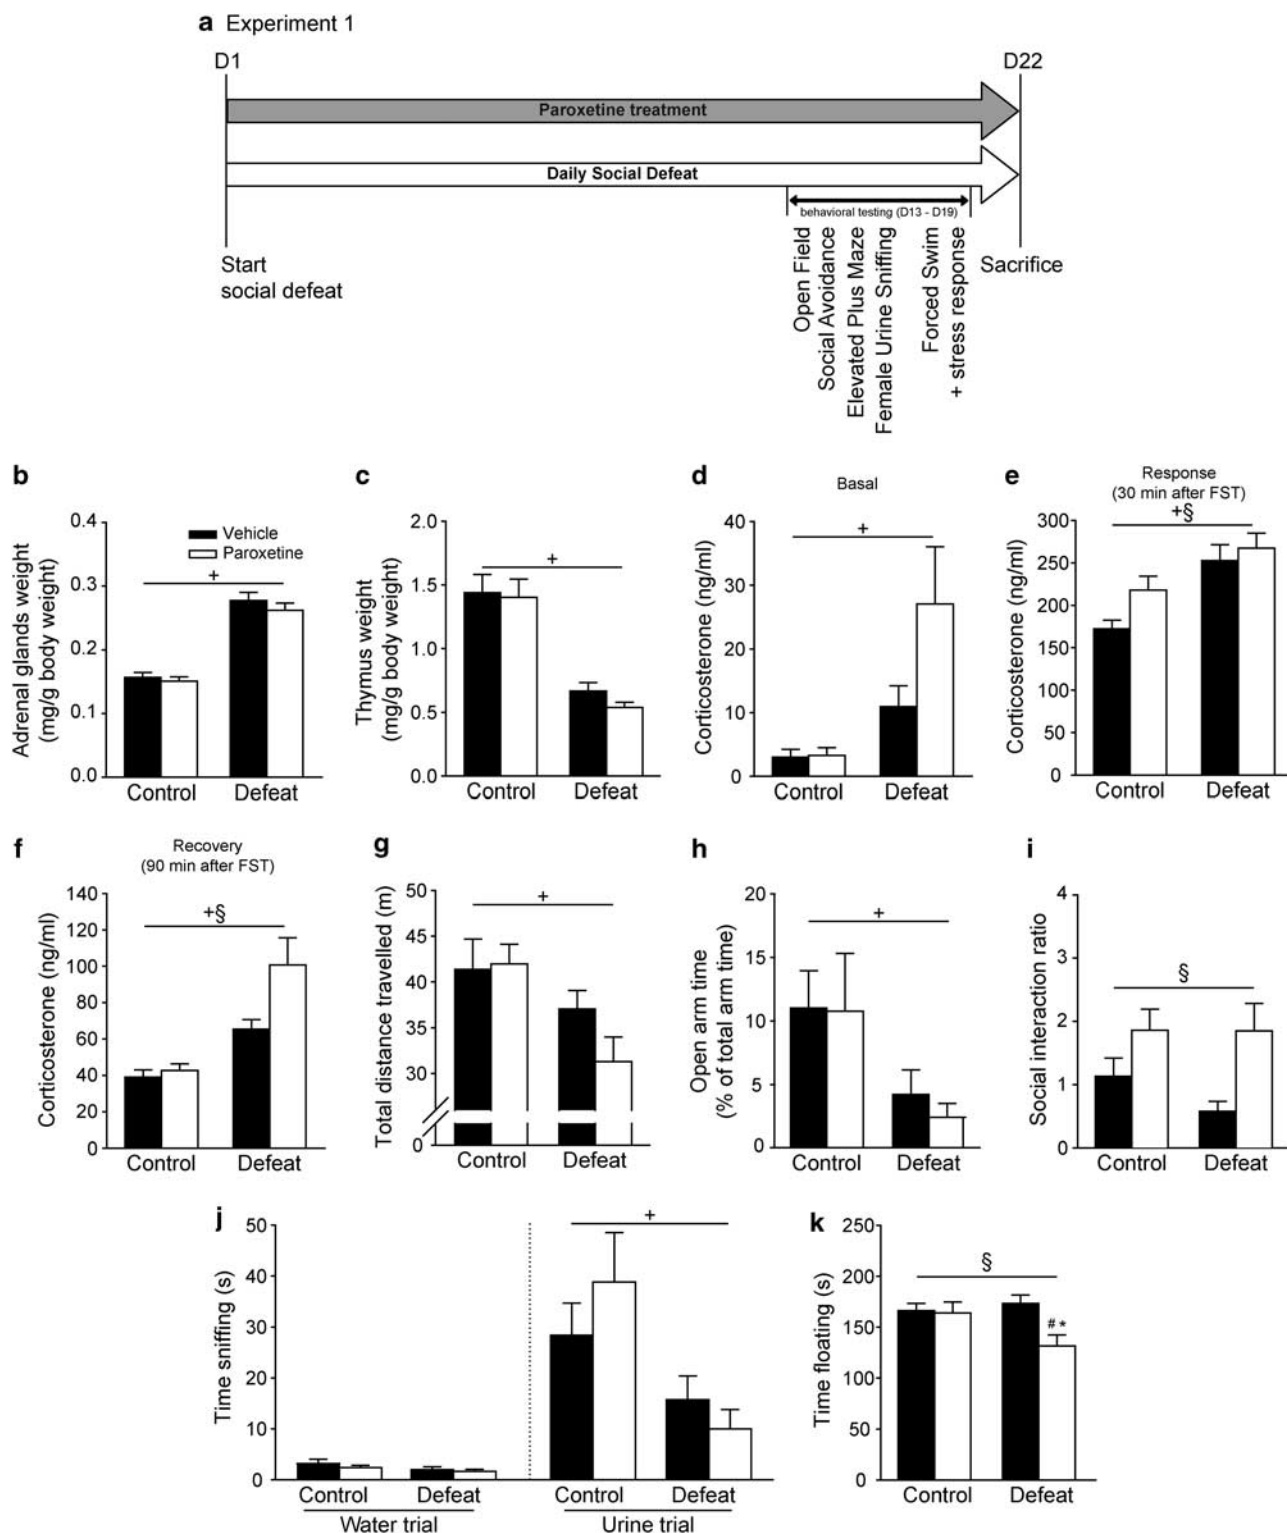 a Experiment 1
D1
D22
Paroxetine treatment
Daily Social Defeat
behavioral testing (D13 - D19)
Start
social defeat
Open Field
Social Avoidance
Elevated Plus Maze
Female Urine Sniffing
Forced Swim
+ stress response
Sacrifice
b
Adrenal glands weight
(mg/g body weight)
0.4
0.3
0.2
0.1
0.0
Vehicle
Paroxetine
+
Control
Defeat
c
Thymus weight
(mg/g body weight)
2.0
1.5
1.0
0.5
0.0
+
Control
Defeat
d
Basal
Corticosterone (ng/ml)
40
30
20
10
0
+
Control
Defeat
e
Response
(30 min after FST)
Corticosterone (ng/ml)
300
250
200
150
100
50
0
+§
Control
Defeat
f
Recovery
(90 min after FST)
Corticosterone (ng/ml)
140
120
100
80
60
40
20
0
+§
Control
Defeat
g
Total distance travelled (m)
50
45
40
35
30
0
+
Control
Defeat
h
Open arm time
(% of total arm time)
20
15
10
5
0
+
Control
Defeat
i
Social interaction ratio
4
3
2
1
0
§
Control
Defeat
j
Time sniffing (s)
50
40
30
20
10
0
+
Control
Defeat
Control
Defeat
Water trial
Urine trial
k
Time floating (s)
250
200
150
100
50
0
§
# *
Control
Defeat